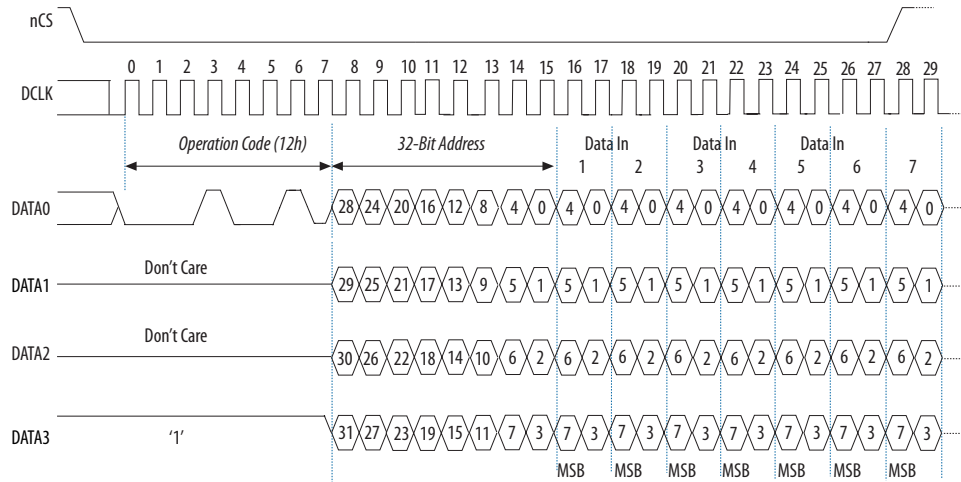 nCS
0 1 2 3 4 5 6 7 8 9 10 11 12 13 14 15 16 17 18 19 20 21 22 23 24 25 26 27 28 29
DCLK
Operation Code (12h) 32-Bit Address Data In Data In Data In
1 2 3 4 5 6 7
DATA0 28 24 20 16 12 8 4 0 4 0 4 0 4 0 4 0 4 0 4 0 4 0
Don't Care
DATA1 29 25 21 17 13 9 5 1 5 1 5 1 5 1 5 1 5 1 5 1 5 1
Don't Care
DATA2 30 26 22 18 14 10 6 2 6 2 6 2 6 2 6 2 6 2 6 2 6 2
DATA3 '1' 31 27 23 19 15 11 7 3 7 3 7 3 7 3 7 3 7 3 7 3 7 3
MSB MSB MSB MSB MSB MSB MSB